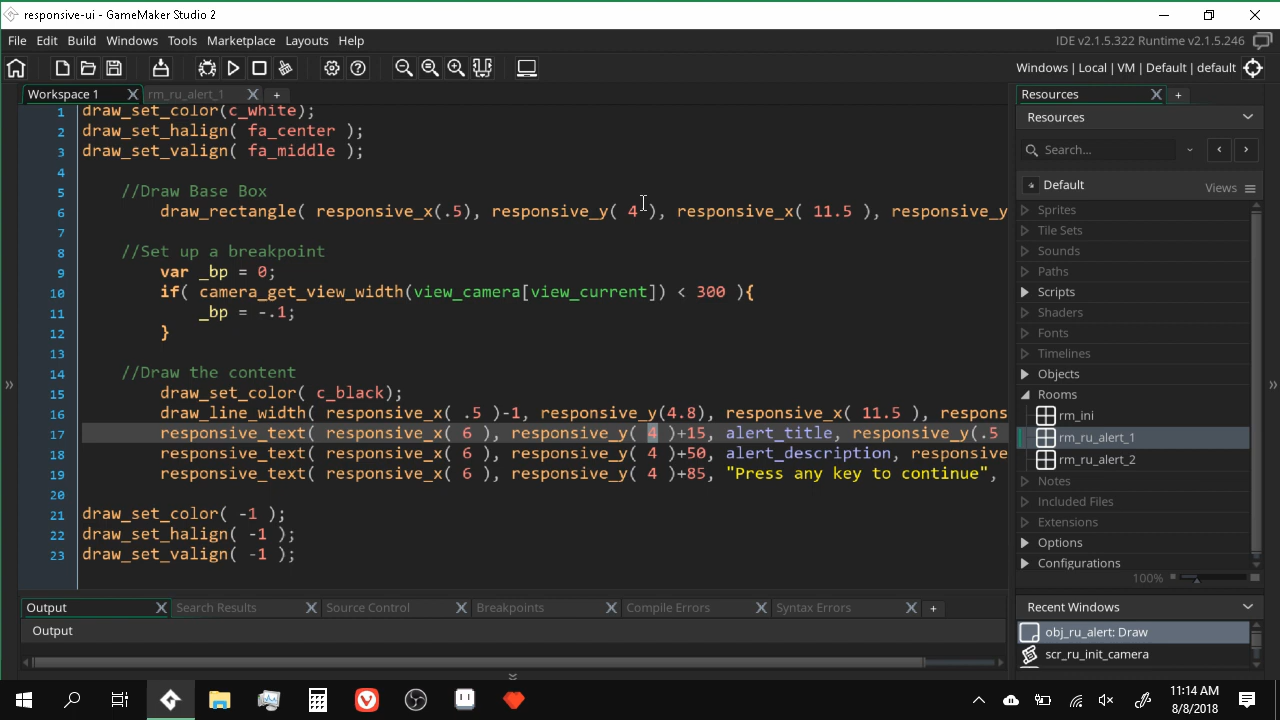 responsive-ui - GameMaker Studio 2
File Edit Build Windows Tools Marketplace Layouts Help
IDE v2.1.5.322 Runtime v2.1.5.246
Windows | Local | VM | Default | default
Workspace 1
rm_ru_alert_1
+
1 draw_set_color(c_white);
2 draw_set_halign( fa_center );
3 draw_set_valign( fa_middle );
4
5 //Draw Base Box
6 draw_rectangle( responsive_x(.5), responsive_y( 4 ), responsive_x( 11.5 ), responsive_y
7
8 //Set up a breakpoint
9 var _bp = 0;
10 if( camera_get_view_width(view_camera[view_current]) < 300 ){
11 _bp = -.1;
12 }
13
14 //Draw the content
15 draw_set_color( c_black);
16 draw_line_width( responsive_x( .5 )-1, responsive_y(4.8), responsive_x( 11.5 ), respons
17 responsive_text( responsive_x( 6 ), responsive_y( 4 )+15, alert_title, responsive_y(.5
18 responsive_text( responsive_x( 6 ), responsive_y( 4 )+50, alert_description, responsive
19 responsive_text( responsive_x( 6 ), responsive_y( 4 )+85, "Press any key to continue",
20
21 draw_set_color( -1 );
22 draw_set_halign( -1 );
23 draw_set_valign( -1 );
Resources
+
Resources
Search...
Default
Views
Sprites
Tile Sets
Sounds
Paths
Scripts
Shaders
Fonts
Timelines
Objects
Rooms
rm_ini
rm_ru_alert_1
rm_ru_alert_2
Notes
Included Files
Extensions
Options
Configurations
100%
Recent Windows
obj_ru_alert: Draw
scr_ru_init_camera
Output
Search Results
Source Control
Breakpoints
Compile Errors
Syntax Errors
+
Output
11:14 AM
8/8/2018